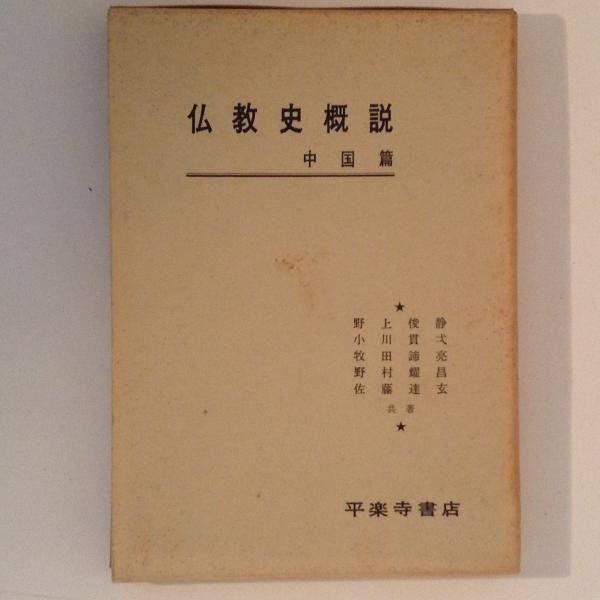 仏教史概説
中国篇
★
野上俊静
小川貫弌
牧田諦亮
野村耀昌
佐藤達玄
共著
★
平楽寺書店